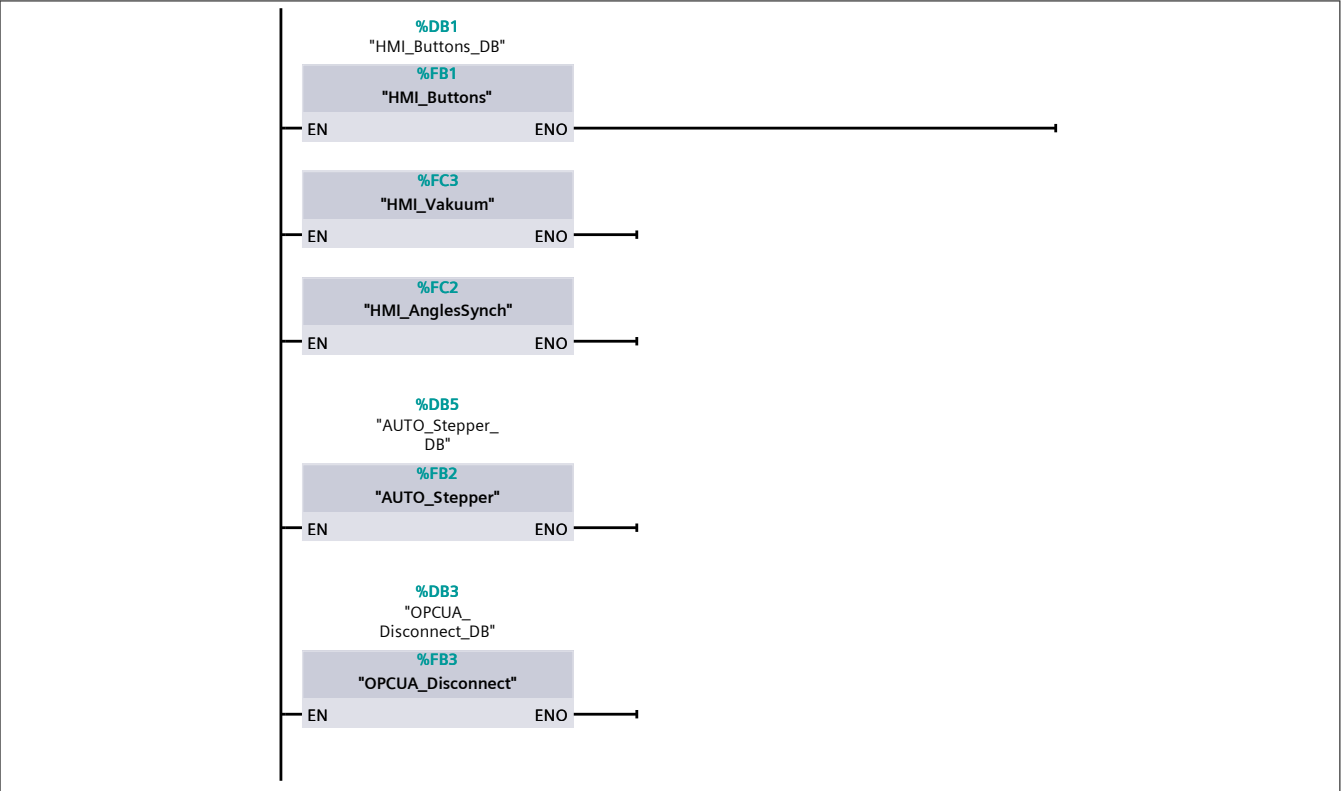 %DB1
"HMI_Buttons_DB"
%FB1
"HMI_Buttons"
EN ENO
%FC3
"HMI_Vakuum"
EN ENO
%FC2
"HMI_AnglesSynch"
EN ENO
%DB5
"AUTO_Stepper_
DB"
%FB2
"AUTO_Stepper"
EN ENO
%DB3
"OPCUA_
Disconnect_DB"
%FB3
"OPCUA_Disconnect"
EN ENO